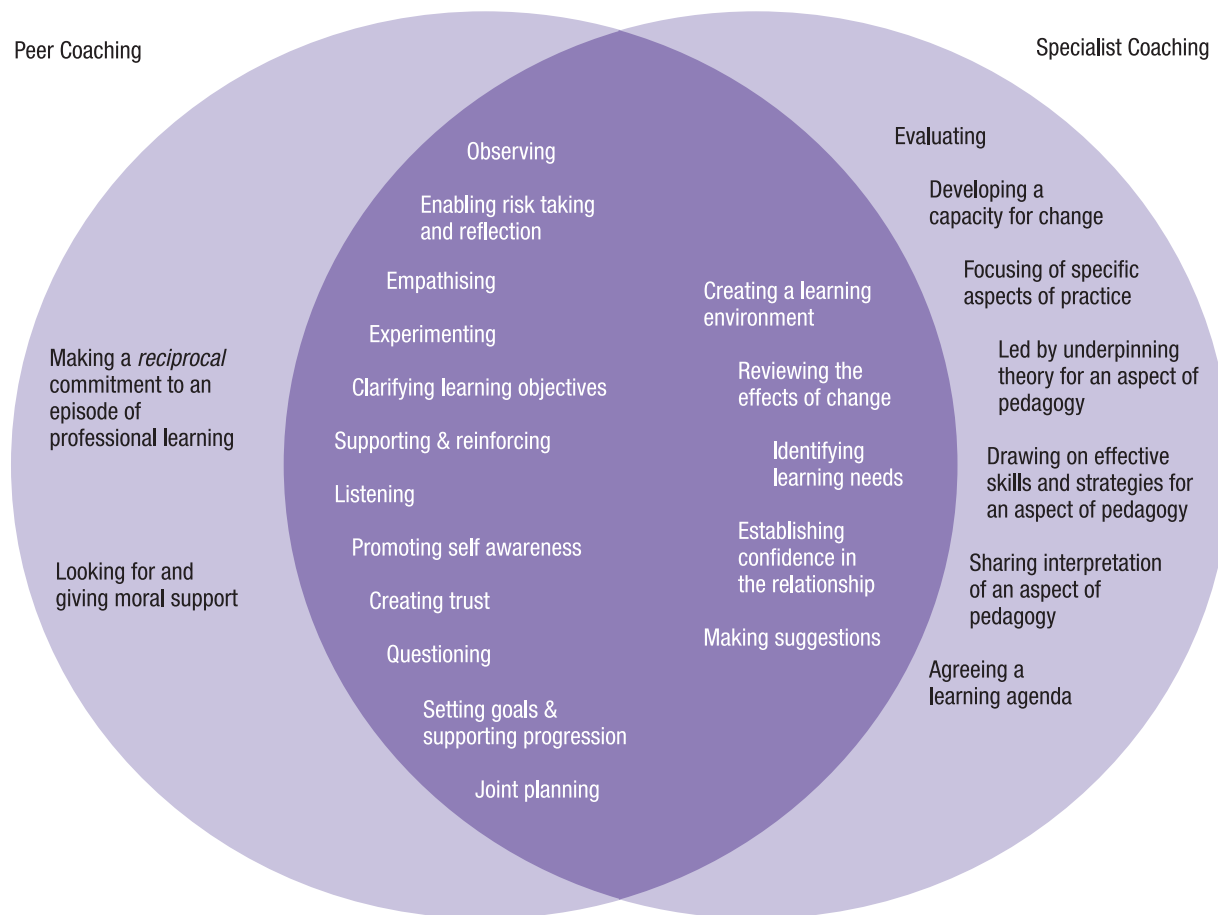 Peer Coaching
Specialist Coaching
Making a reciprocal
commitment to an
episode of
professional learning
Looking for and
giving moral support
Observing
Enabling risk taking
and reflection
Empathising
Experimenting
Clarifying learning objectives
Supporting & reinforcing
Listening
Promoting self awareness
Creating trust
Questioning
Setting goals &
supporting progression
Joint planning
Creating a learning
environment
Reviewing the
effects of change
Identifying
learning needs
Establishing
confidence in
the relationship
Making suggestions
Evaluating
Developing a
capacity for change
Focusing of specific
aspects of practice
Led by underpinning
theory for an aspect of
pedagogy
Drawing on effective
skills and strategies for
an aspect of pedagogy
Sharing interpretation
of an aspect of
pedagogy
Agreeing a
learning agenda